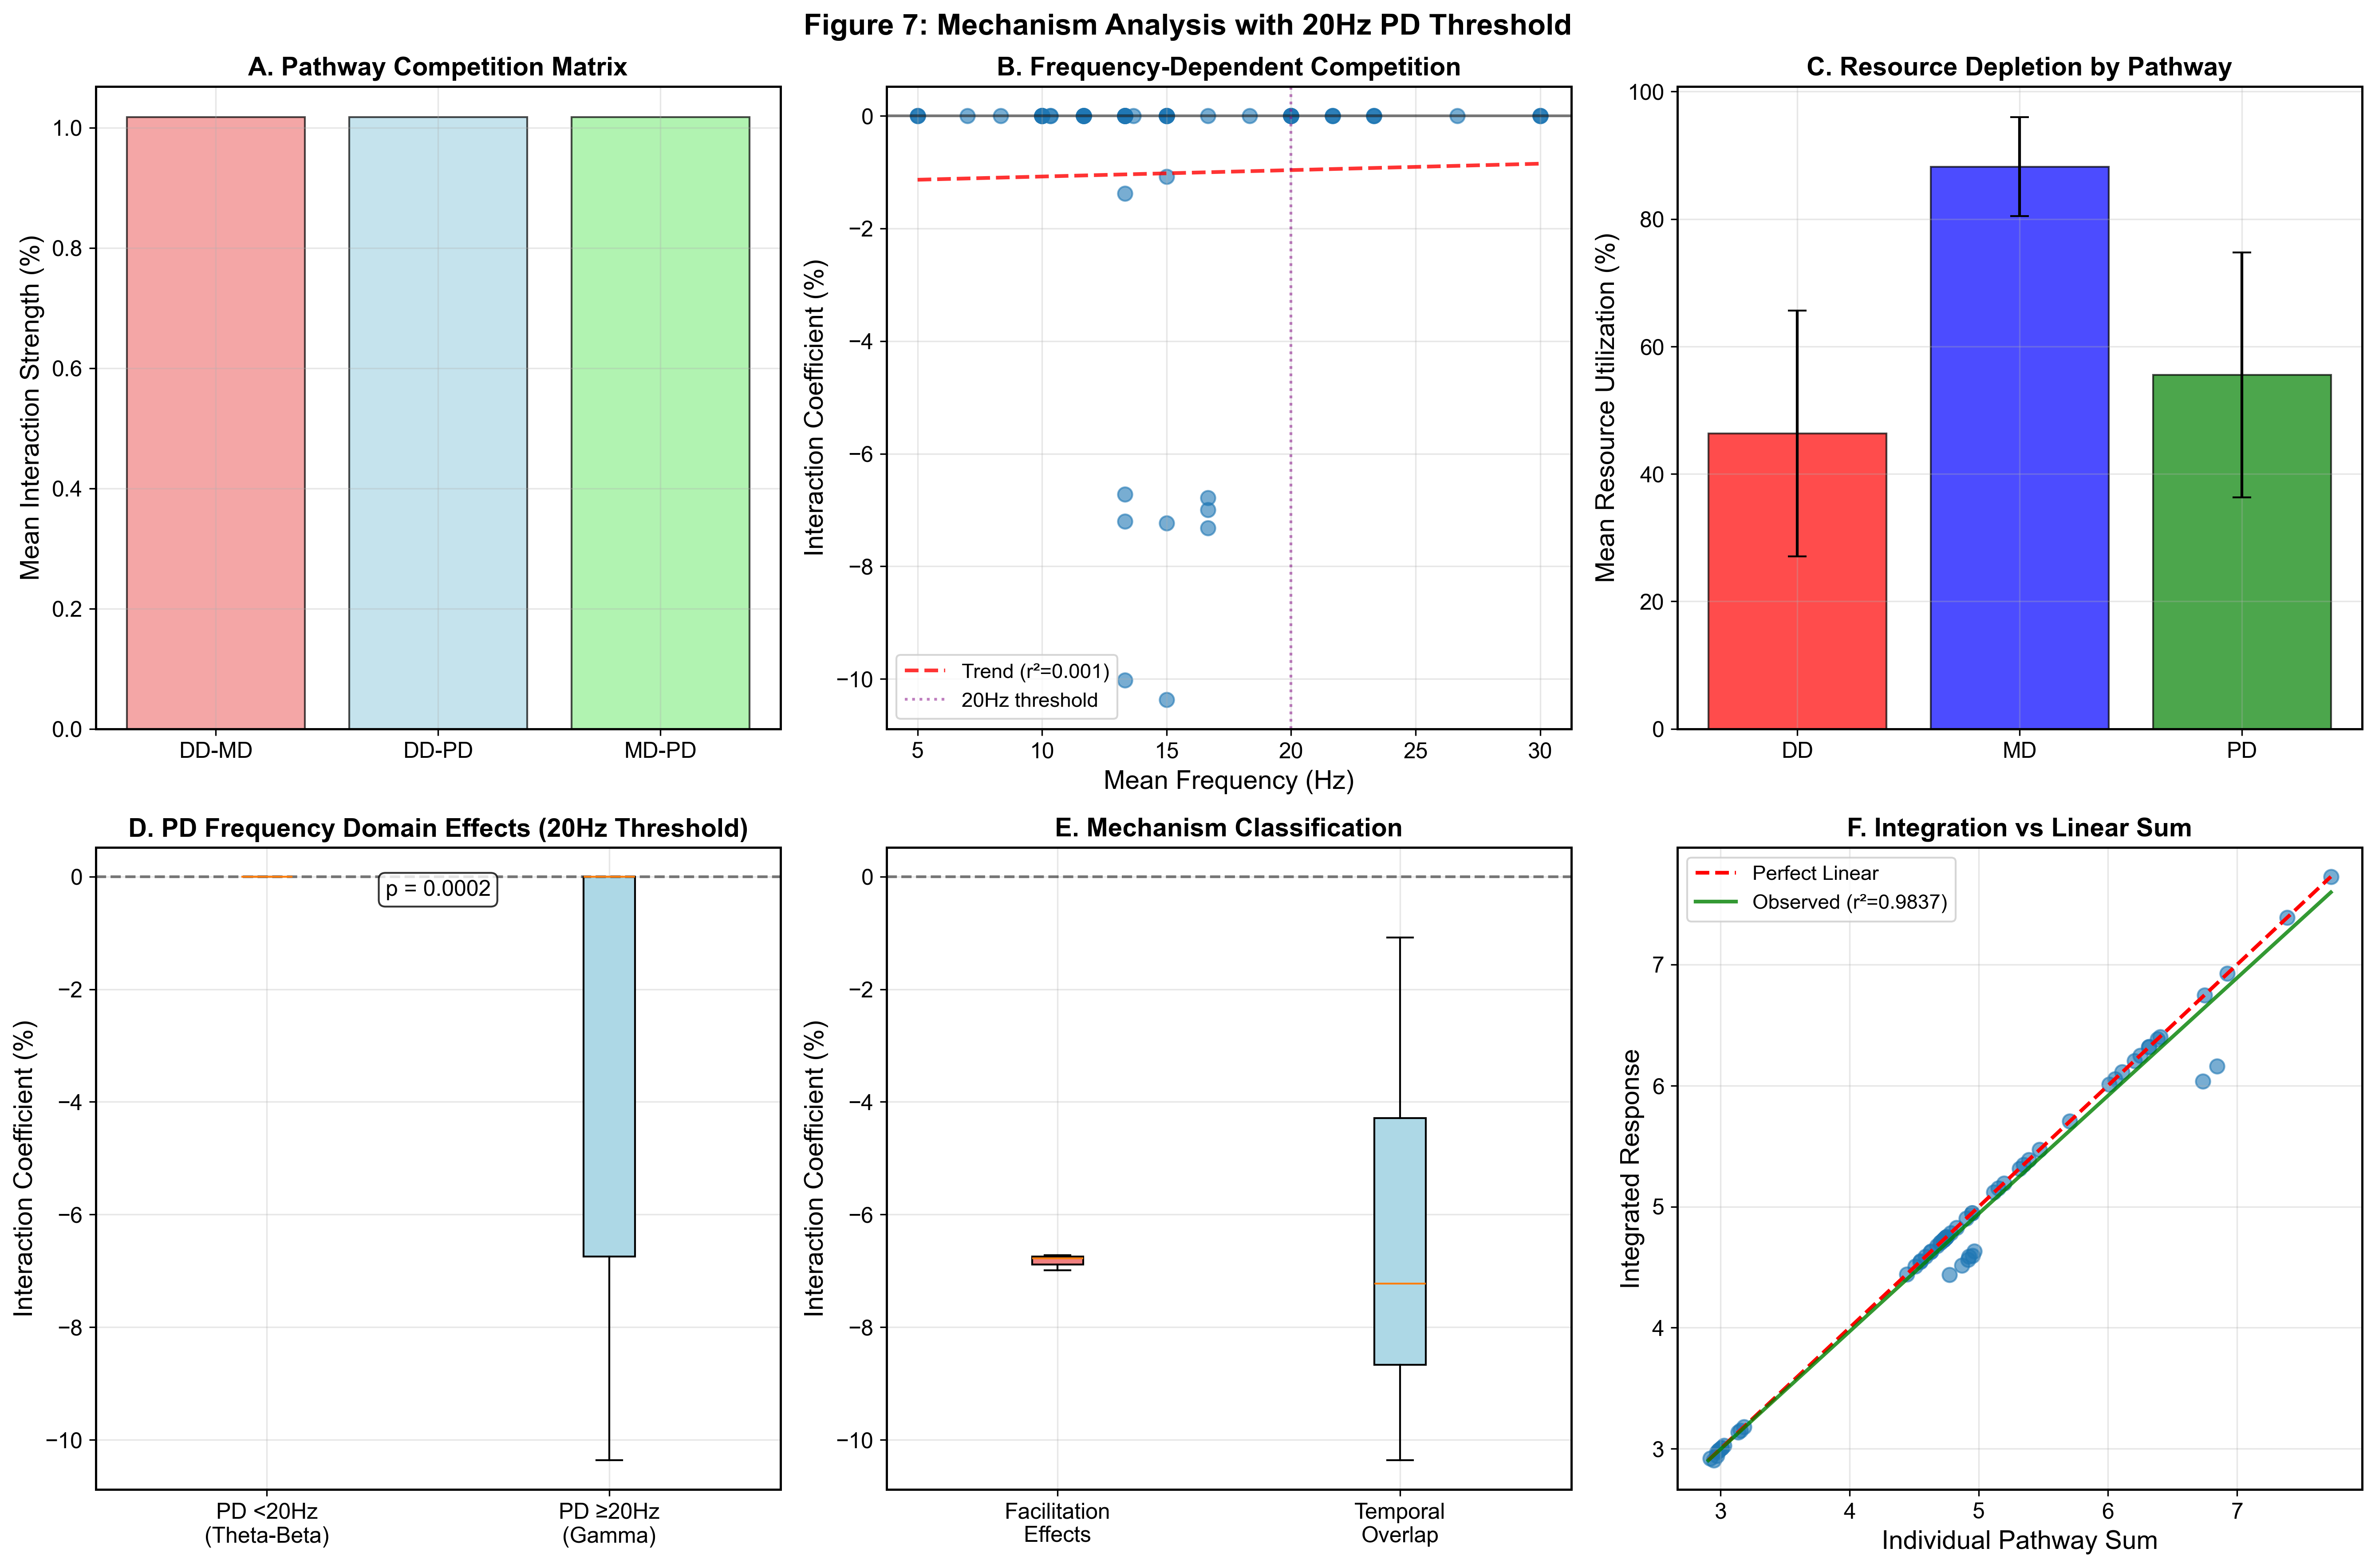 Figure 7: Mechanism Analysis with 20Hz PD Threshold
A. Pathway Competition Matrix
Mean Interaction Strength (%)
1.0
0.8
0.6
0.4
0.2
0.0
DD-MD
DD-PD
MD-PD
B. Frequency-Dependent Competition
Interaction Coefficient (%)
0
−2
−4
−6
−8
−10
Trend (r²=0.001)
20Hz threshold
5
10
15
20
25
30
Mean Frequency (Hz)
C. Resource Depletion by Pathway
Mean Resource Utilization (%)
100
80
60
40
20
0
DD
MD
PD
D. PD Frequency Domain Effects (20Hz Threshold)
Interaction Coefficient (%)
0
−2
−4
−6
−8
−10
p = 0.0002
PD <20Hz
(Theta-Beta)
PD ≥20Hz
(Gamma)
E. Mechanism Classification
Interaction Coefficient (%)
0
−2
−4
−6
−8
−10
Facilitation
Effects
Temporal
Overlap
F. Integration vs Linear Sum
Perfect Linear
Observed (r²=0.9837)
Integrated Response
7
6
5
4
3
3
4
5
6
7
Individual Pathway Sum